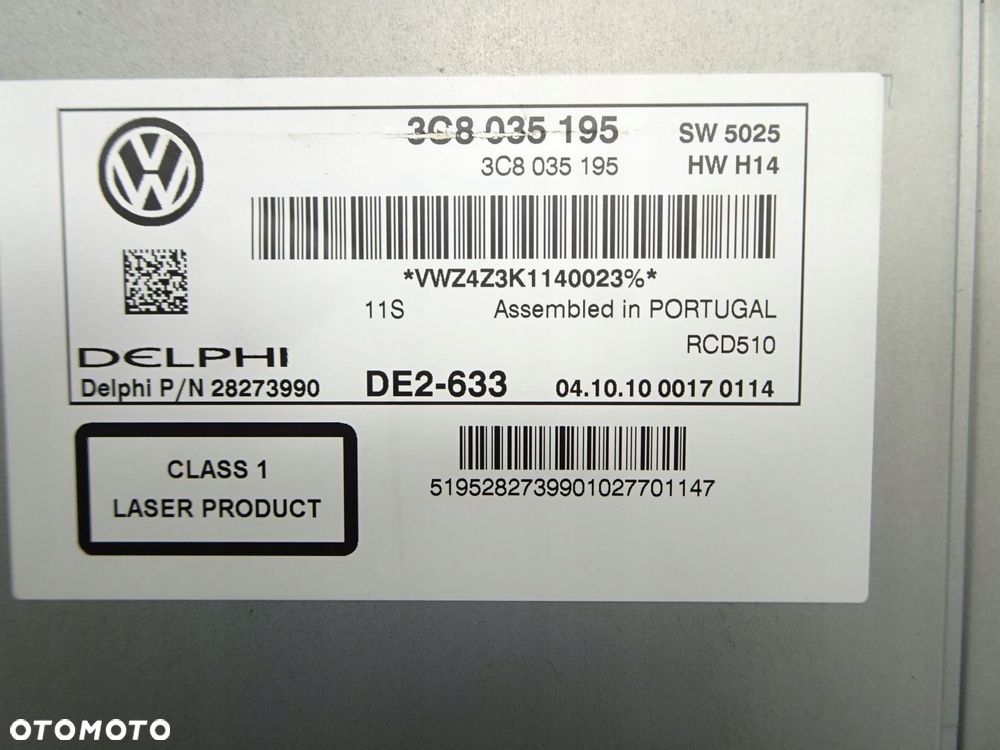 3C8 035 195 SW 5025
3C8 035 195 HW H14
*VWZ4Z3K1140023%*
11S Assembled in PORTUGAL
RCD510
DELPHI
Delphi P/N 28273990 DE2-633 04.10.10 0017 0114
CLASS 1
LASER PRODUCT
5195282739901027701147
OTOMOTO